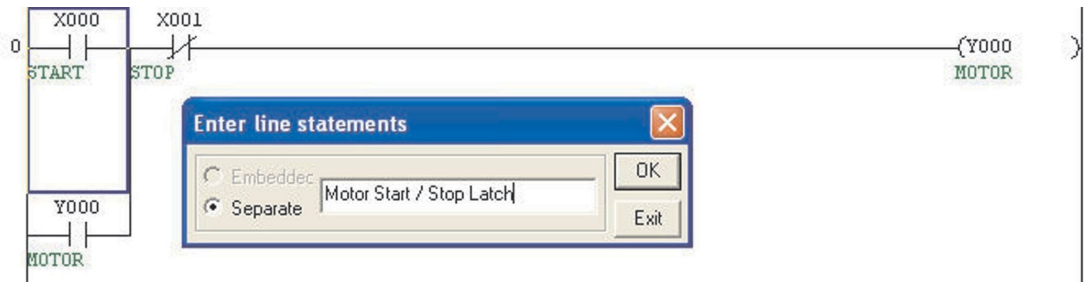 X000 X001
0 (Y000 )
START STOP MOTOR
Enter line statements
Embeddec
Motor Start / Stop Latch
Separate
OK
Exit
Y000
MOTOR